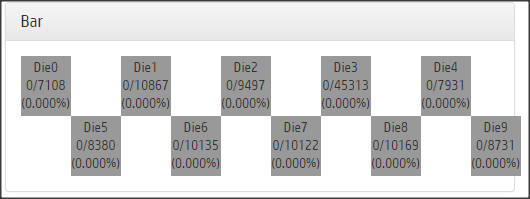 Bar
Die0 Die1 Die2 Die3 Die4
0/7108 0/10867 0/9497 0/45313 0/7931
(0.000%) (0.000%) (0.000%) (0.000%) (0.000%)
Die5 Die6 Die7 Die8 Die9
0/8380 0/10135 0/10122 0/10169 0/8731
(0.000%) (0.000%) (0.000%) (0.000%) (0.000%)